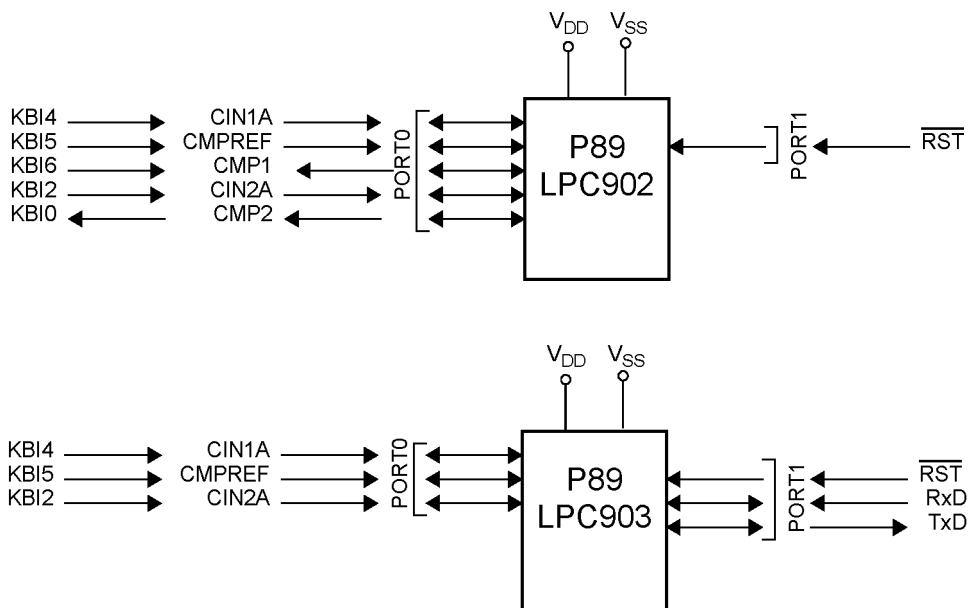 VDD VSS
KBI4 CIN1A
KBI5 CMPREF
KBI6 CMP1
KBI2 CIN2A
KBI0 CMP2
PORT0
P89
LPC902
PORT1
RST
VDD VSS
KBI4 CIN1A
KBI5 CMPREF
KBI2 CIN2A
PORT0
P89
LPC903
PORT1
RST
RxD
TxD